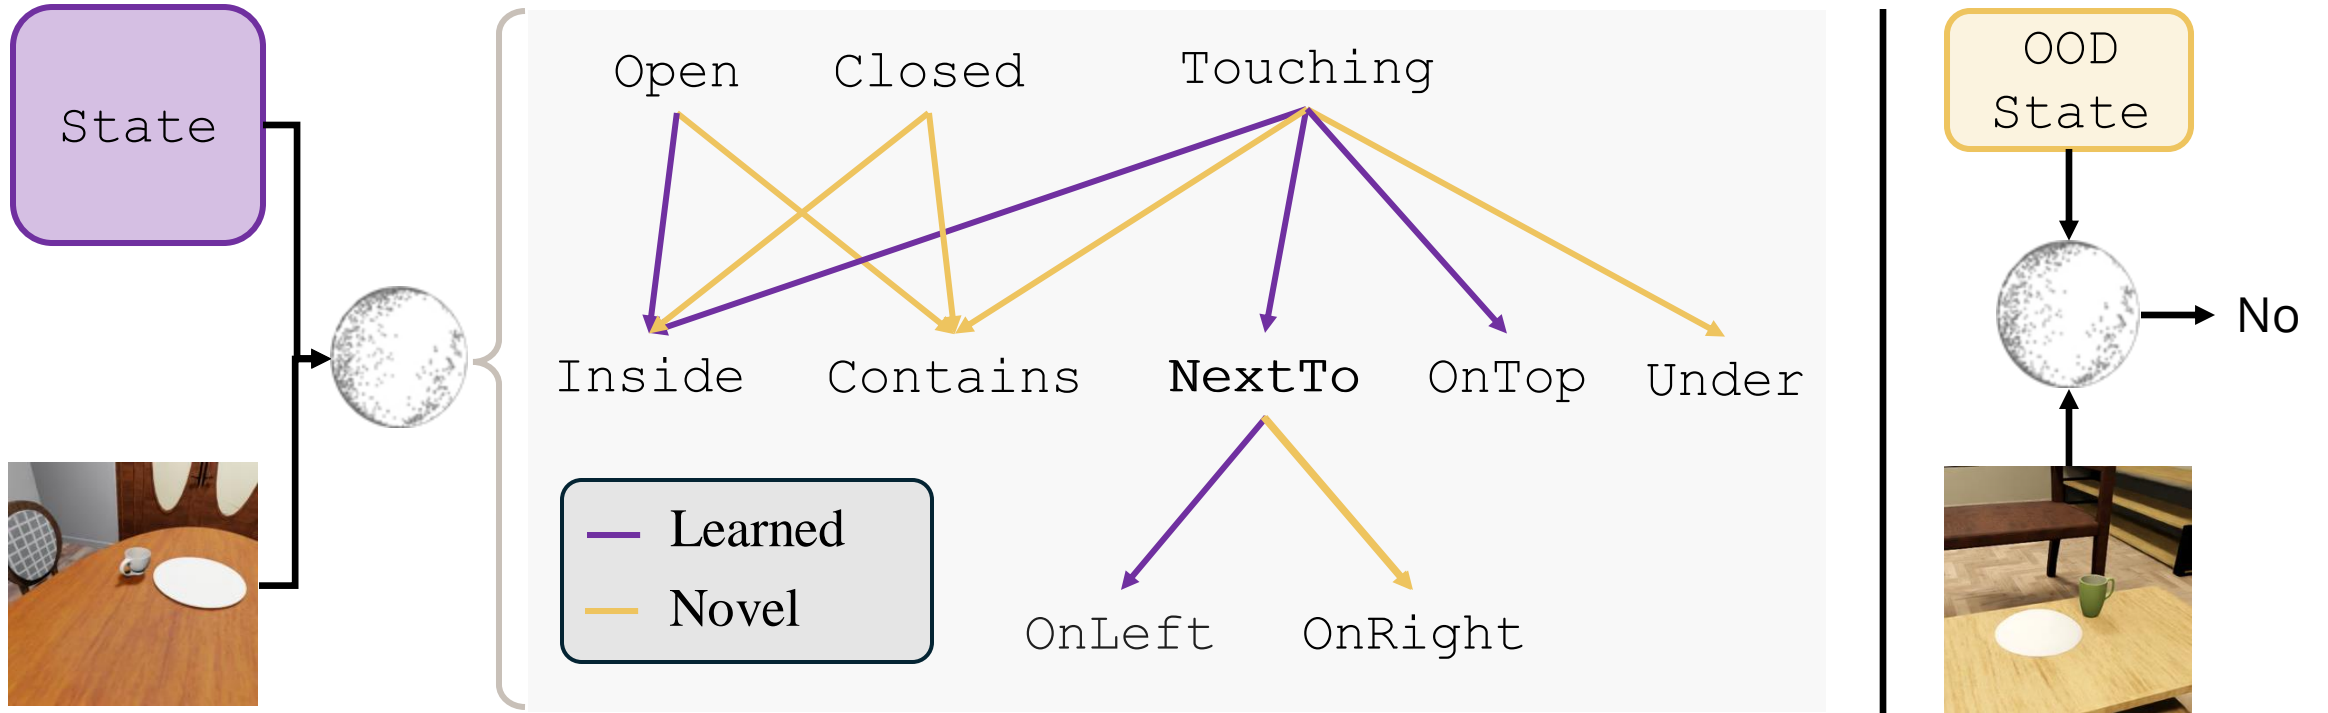 State
Open
Closed
Touching
Inside
Contains
NextTo
OnTop
Under
OnLeft
OnRight
Learned
Novel
OOD
State
No